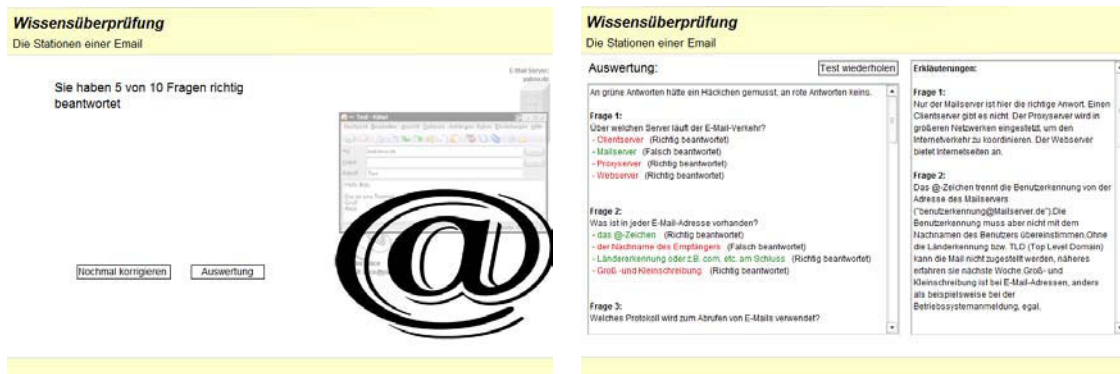 Wissensüberprüfung
Die Stationen einer Email
Sie haben 5 von 10 Fragen richtig
beantwortet
E-Mail Server:
Nochmal korrigieren
Auswertung
@
Wissensüberprüfung
Die Stationen einer Email
Auswertung:
Test wiederholen
An grüne Antworten hätte ein Häckchen gemusst, an rote Antworten keins.
Frage 1:
Über welchen Server läuft der E-Mail-Verkehr?
- Clientserver (Richtig beantwortet)
- Mailserver (Falsch beantwortet)
- Proxyserver (Richtig beantwortet)
- Webserver (Richtig beantwortet)
Frage 2:
Was ist in jeder E-Mail-Adresse vorhanden?
- das @-Zeichen (Richtig beantwortet)
- der Nachname des Empfängers (Falsch beantwortet)
- Ländererkennung oder z.B. com, etc. am Schluss (Richtig beantwortet)
- Groß -und Kleinschreibung (Richtig beantwortet)
Frage 3:
Welches Protokoll wird zum Abrufen von E-Mails verwendet?
Erkläuterungen:
Frage 1:
Nur der Mailserver ist hier die richtige Anwort. Einen
Clientserver gibt es nicht. Der Proxyserver wird in
größeren Netzwerken eingestetzt, um den
Internetverkehr zu koordinieren. Der Webserver
bietet Internetseiten an.
Frage 2:
Das @-Zeichen trennt die Benutzerkennung von der
Adresse des Mailservers
("benutzerkennung@Mailserver.de").Die
Benutzerkennung muss aber nicht mit dem
Nachnamen des Benutzers übereinstimmen.Ohne
die Länderkennung bzw. TLD (Top Level Domain)
kann die Mail nicht zugestellt werden, näheres
erfahren sie nächste Woche.Groß- und
Kleinschreibung ist bei E-Mail-Adressen, anders
als beispielsweise bei der
Betriebssystemanmeldung, egal.